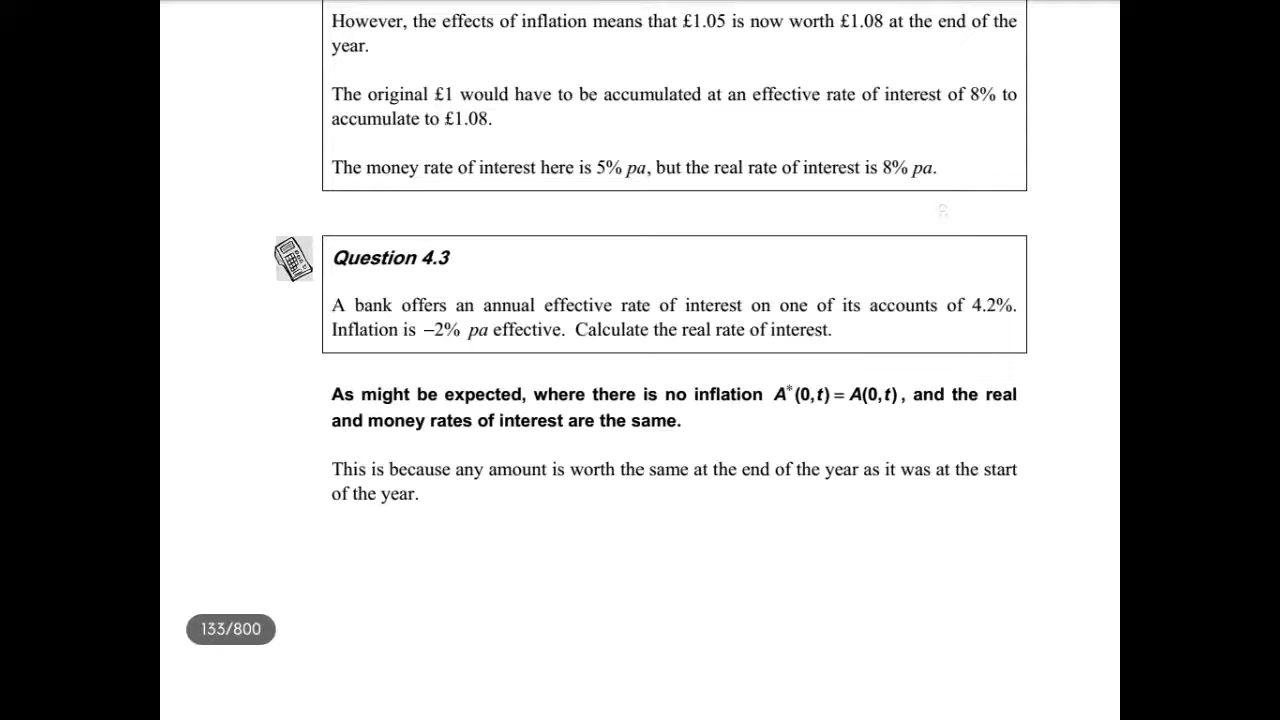 However, the effects of inflation means that £1.05 is now worth £1.08 at the end of the
year.
The original £1 would have to be accumulated at an effective rate of interest of 8% to
accumulate to £1.08.
The money rate of interest here is 5% pa, but the real rate of interest is 8% pa.
Question 4.3
A bank offers an annual effective rate of interest on one of its accounts of 4.2%.
Inflation is −2% pa effective. Calculate the real rate of interest.
As might be expected, where there is no inflation A*(0,t) = A(0,t), and the real
and money rates of interest are the same.
This is because any amount is worth the same at the end of the year as it was at the start
of the year.
133/800